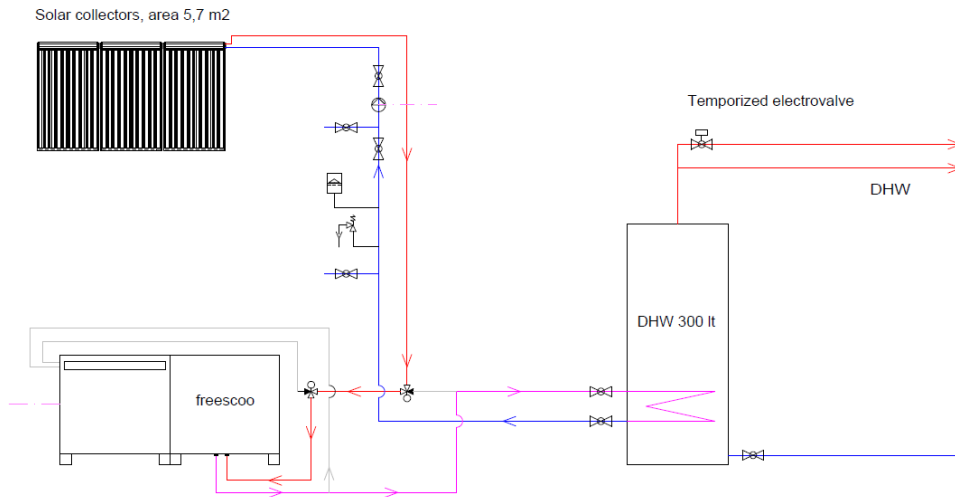 Solar collectors, area 5,7 m2
Temporized electrovalve
DHW
DHW 300 lt
freescoo